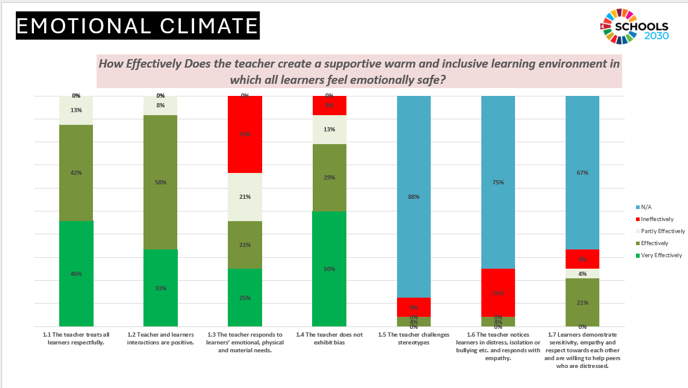 EMOTIONAL CLIMATE
SCHOOLS
2030
How Effectively Does the teacher create a supportive warm and inclusive learning environment in
which all learners feel emotionally safe?
0%
13%
42%
46%
0%
8%
58%
33%
0%
21%
21%
25%
0%
13%
29%
50%
88%
0%
75%
67%
4%
21%
0%
N/A
Ineffectively
Partly Effectively
Effectively
Very Effectively
1.1 The teacher treats all
learners respectfully.
1.2 Teacher and learners
interactions are positive.
1.3 The teacher responds to
learners' emotional, physical
and material needs.
1.4 The teacher does not
exhibit bias
1.5 The teacher challenges
stereotypes
1.6 The teacher notices
learners in distress, isolation or
bullying etc. and responds with
empathy.
1.7 Learners demonstrate
sensitivity, empathy and
respect towards each other
and are willing to help peers
who are distressed.